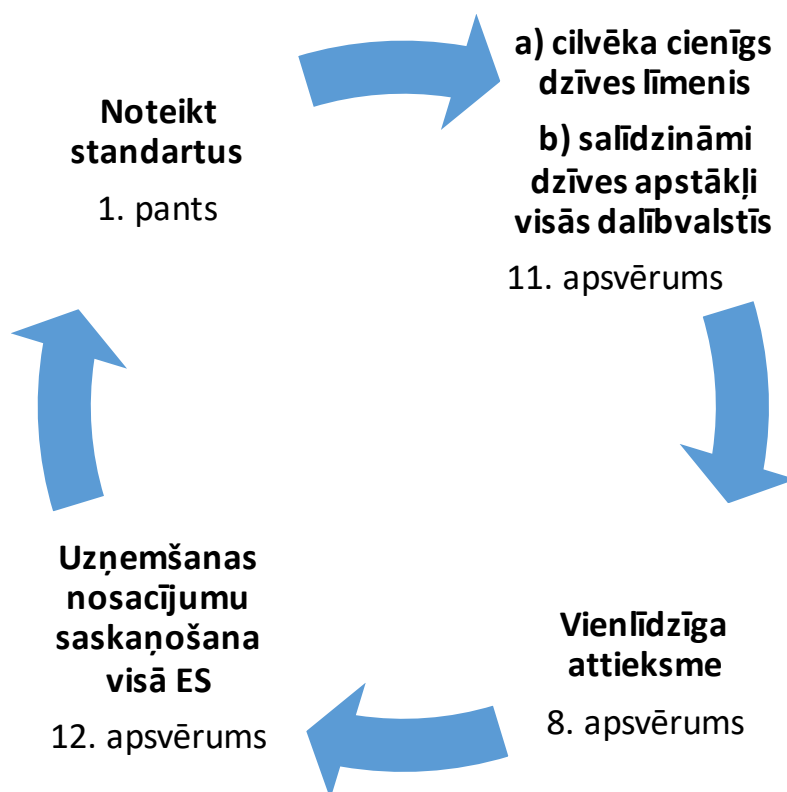 Noteikt
standartus
1. pants
a) cilvēka cienīgs
dzīves līmenis
b) salīdzināmi
dzīves apstākļi
visās dalībvalstīs
11. apsvērums
Vienlīdzīga
attieksme
8. apsvērums
Uzņemšanas
nosacījumu
saskaņošana
visā ES
12. apsvērums